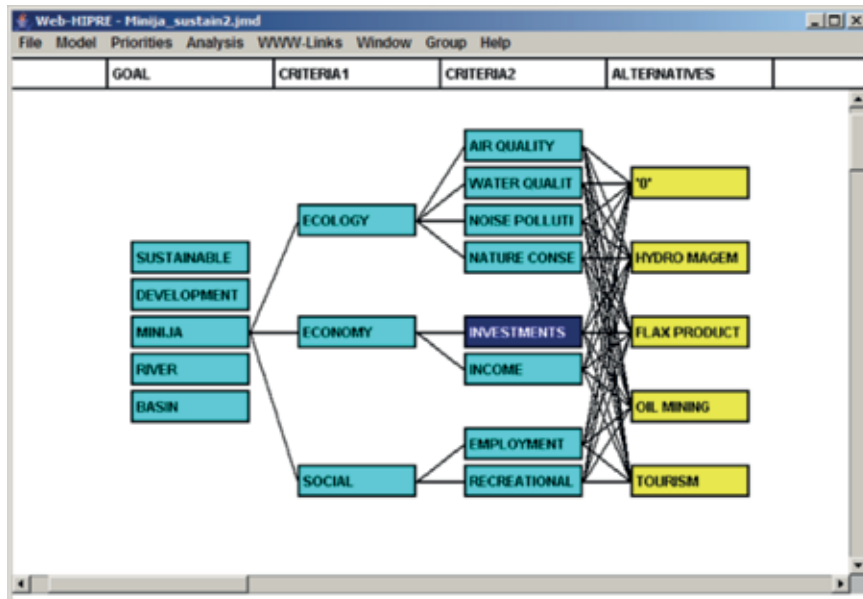 Web-HIPRE - Minija_sustain2.jmd
File Model Priorities Analysis WWW-Links Window Group Help
GOAL CRITERIA1 CRITERIA2 ALTERNATIVES
AIR QUALITY
WATER QUALIT
'0'
ECOLOGY
NOISE POLLUTI
SUSTAINABLE
NATURE CONSE
HYDRO MAGEM
DEVELOPMENT
MINIJA
ECONOMY
INVESTMENTS
FLAX PRODUCT
RIVER
INCOME
BASIN
OIL MINING
EMPLOYMENT
SOCIAL
RECREATIONAL
TOURISM